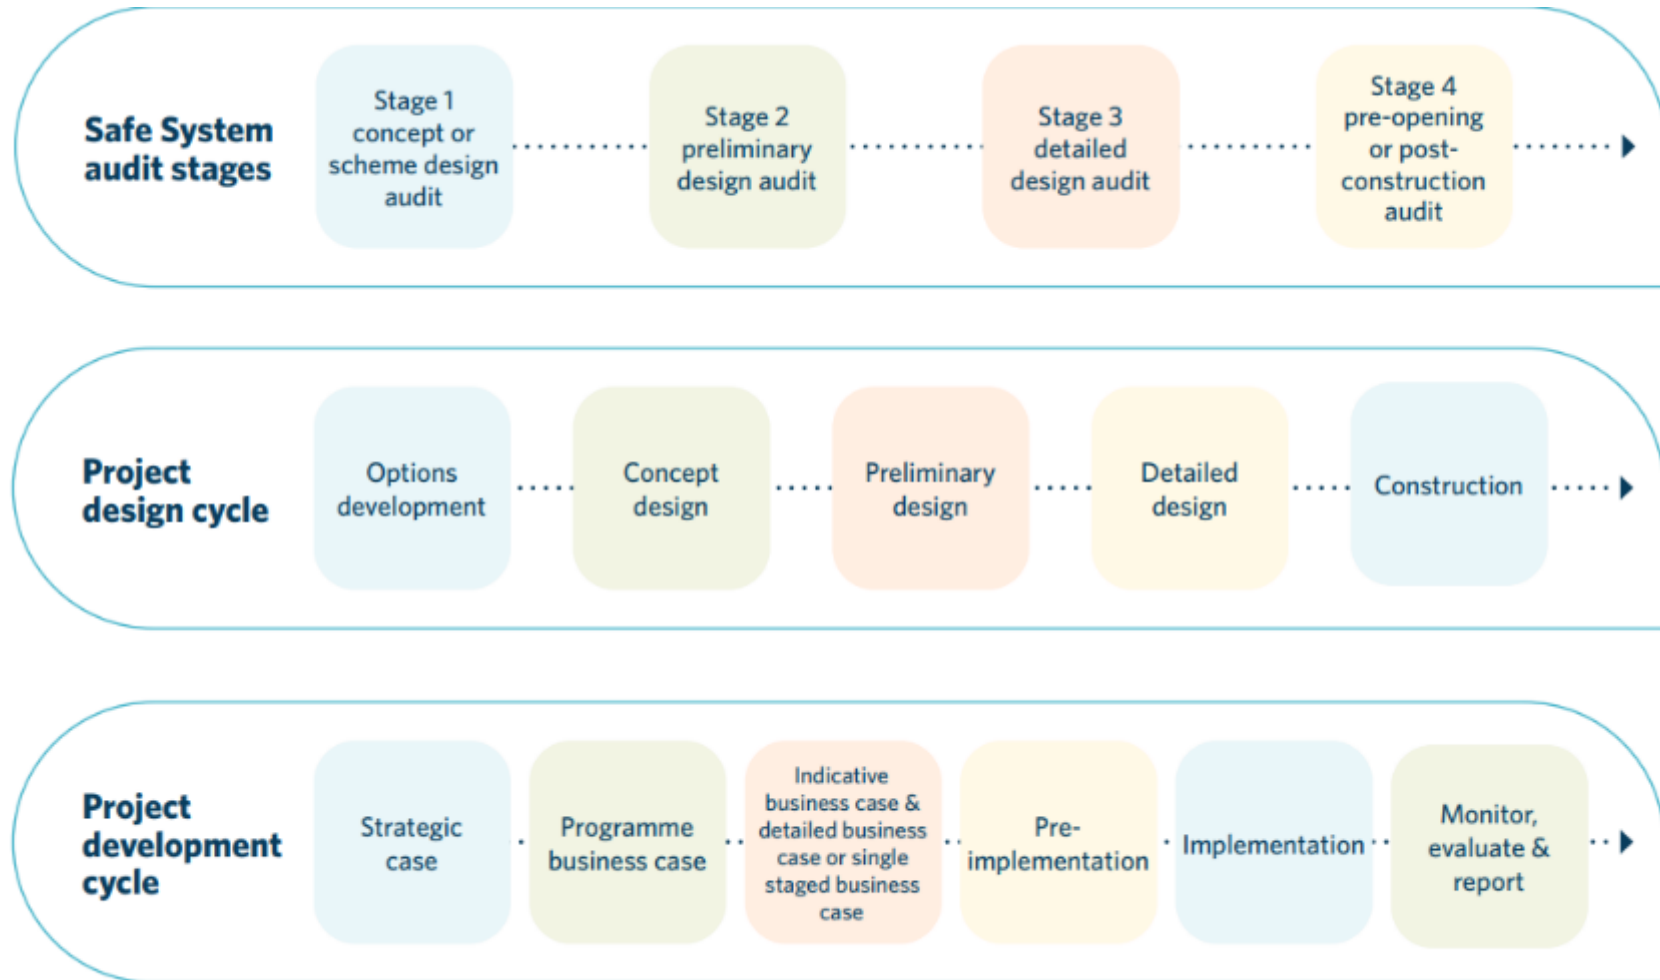 Safe System
audit stages
Stage 1
concept or
scheme design
audit
Stage 2
preliminary
design audit
Stage 3
detailed
design audit
Stage 4
pre-opening
or post-
construction
audit
Project
design cycle
Options
development
Concept
design
Preliminary
design
Detailed
design
Construction
Project
development
cycle
Strategic
case
Programme
business case
Indicative
business case &
detailed business
case or single
staged business
case
Pre-
implementation
Implementation
Monitor,
evaluate &
report